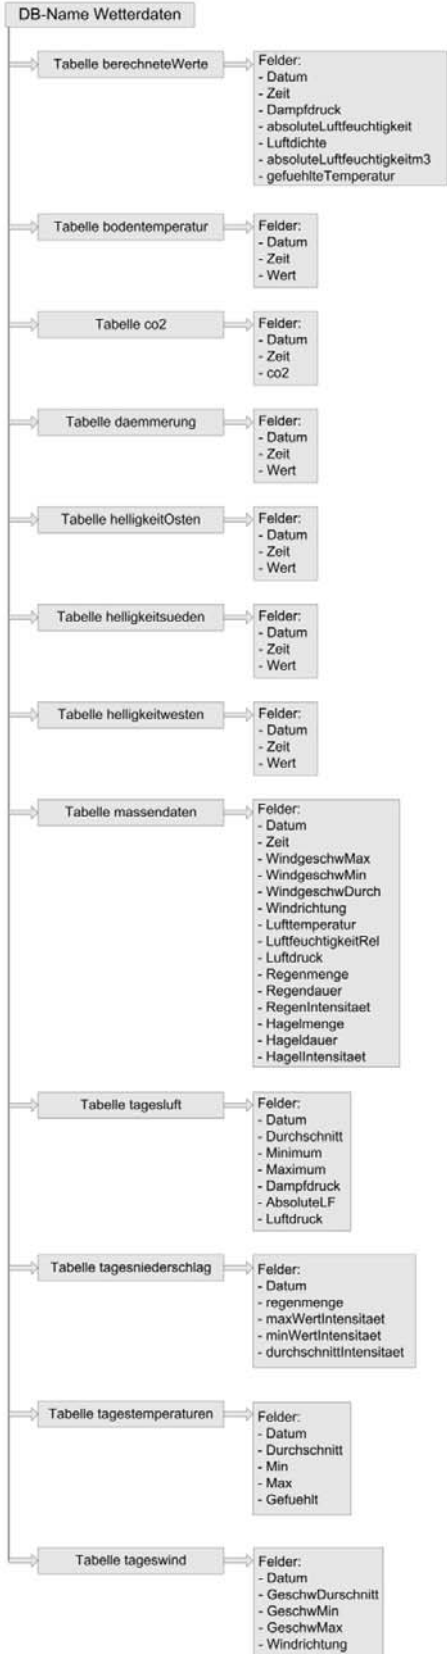 DB-Name Wetterdaten
Tabelle berechneteWerte
Felder:
- Datum
- Zeit
- Dampfdruck
- absoluteLuftfeuchtigkeit
- Luftdichte
- absoluteLuftfeuchtigkeitm3
- gefuehlteTemperatur
Tabelle bodentemperatur
Felder:
- Datum
- Zeit
- Wert
Tabelle co2
Felder:
- Datum
- Zeit
- co2
Tabelle daemmerung
Felder:
- Datum
- Zeit
- Wert
Tabelle helligkeitOsten
Felder:
- Datum
- Zeit
- Wert
Tabelle helligkeitsueden
Felder:
- Datum
- Zeit
- Wert
Tabelle helligkeitwesten
Felder:
- Datum
- Zeit
- Wert
Tabelle massendaten
Felder:
- Datum
- Zeit
- WindgeschwMax
- WindgeschwMin
- WindgeschwDurch
- Windrichtung
- Lufttemperatur
- LuftfeuchtigkeitRel
- Luftdruck
- Regenmenge
- Regendauer
- RegenIntensitaet
- Hagelmenge
- Hageldauer
- HagelIntensitaet
Tabelle tagesluft
Felder:
- Datum
- Durchschnitt
- Minimum
- Maximum
- Dampfdruck
- AbsoluteLF
- Luftdruck
Tabelle tagesniederschlag
Felder:
- Datum
- regenmenge
- maxWertIntensitaet
- minWertIntensitaet
- durchschnittIntensitaet
Tabelle tagestemperaturen
Felder:
- Datum
- Durchschnitt
- Min
- Max
- Gefuehlt
Tabelle tageswind
Felder:
- Datum
- GeschwDurschnitt
- GeschwMin
- GeschwMax
- Windrichtung